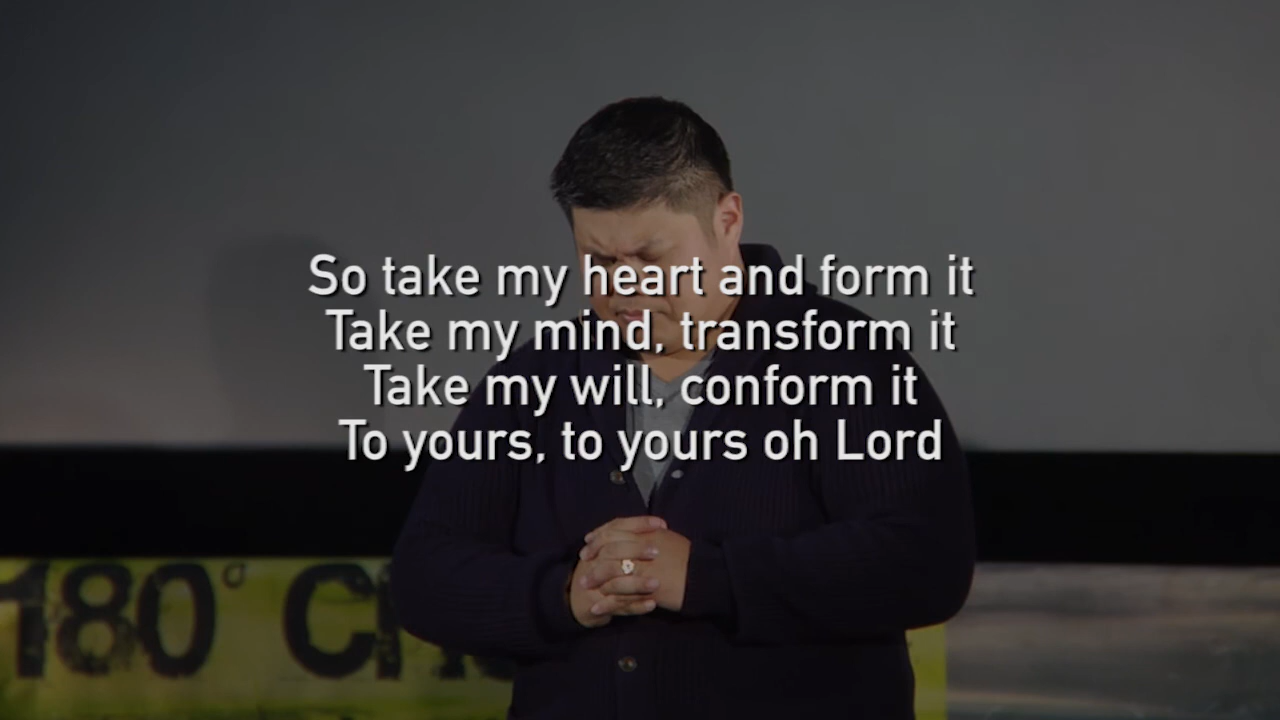 So take my heart and form it
Take my mind, transform it
Take my will, conform it
To yours, to yours oh Lord
180°